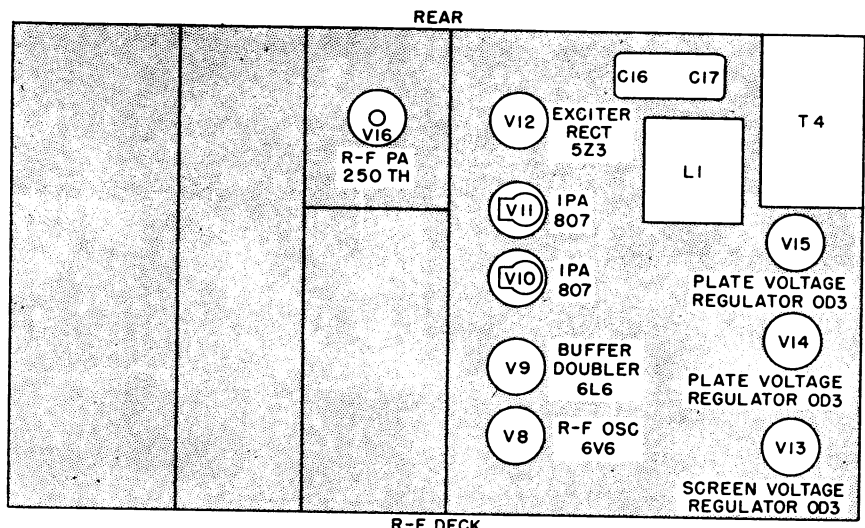 REAR
C16 C17
T 4
V12
EXCITER
RECT
5Z3
V16
R-F PA
250 TH
L1
V11
IPA
807
V15
PLATE VOLTAGE
REGULATOR OD3
V10
IPA
807
V14
PLATE VOLTAGE
REGULATOR OD3
V9
BUFFER
DOUBLER
6L6
V8
R-F OSC
6V6
V13
SCREEN VOLTAGE
REGULATOR OD3
R-F DECK